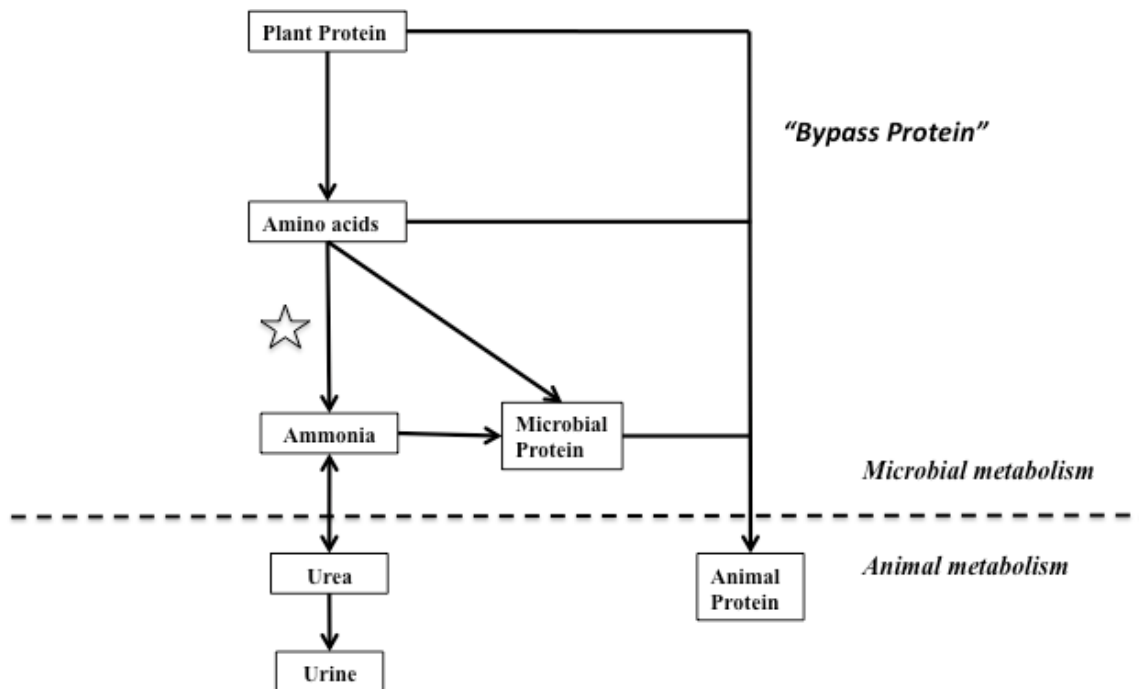 Plant Protein
“Bypass Protein”
Amino acids
Ammonia
Microbial
Protein
Microbial metabolism
Urea
Animal
Protein
Animal metabolism
Urine